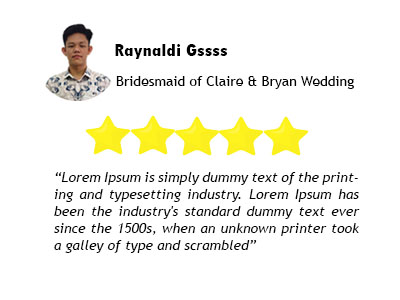 Raynaldi Gssss
Bridesmaid of Claire & Bryan Wedding
“Lorem Ipsum is simply dummy text of the print-
ing and typesetting industry. Lorem Ipsum has
been the industry's standard dummy text ever
since the 1500s, when an unknown printer took
a galley of type and scrambled”